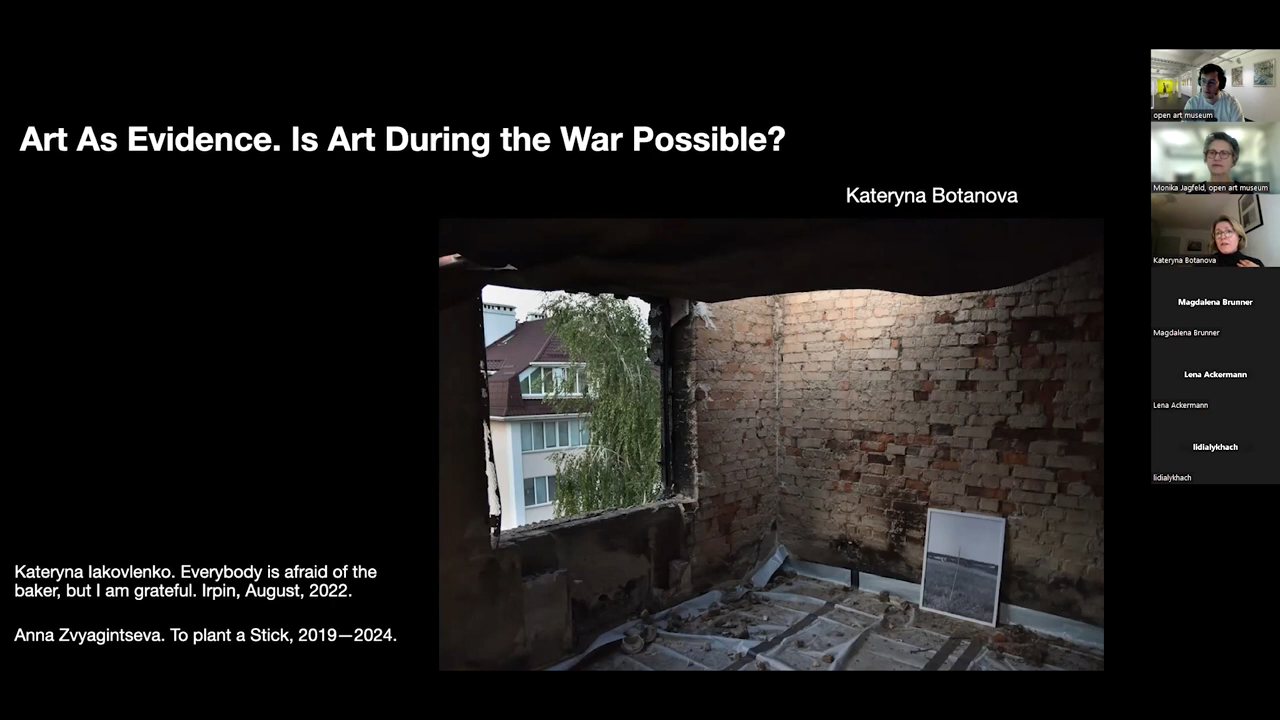 Art As Evidence. Is Art During the War Possible?
Kateryna Botanova
Kateryna Iakovlenko. Everybody is afraid of the
baker, but I am grateful. Irpin, August, 2022.
Anna Zvyagintseva. To plant a Stick, 2019—2024.
open art museum
Monika Jagfeld, open art museum
Kateryna Botanova
Magdalena Brunner
Magdalena Brunner
Lena Ackermann
Lena Ackermann
lidialykhach
lidialykhach